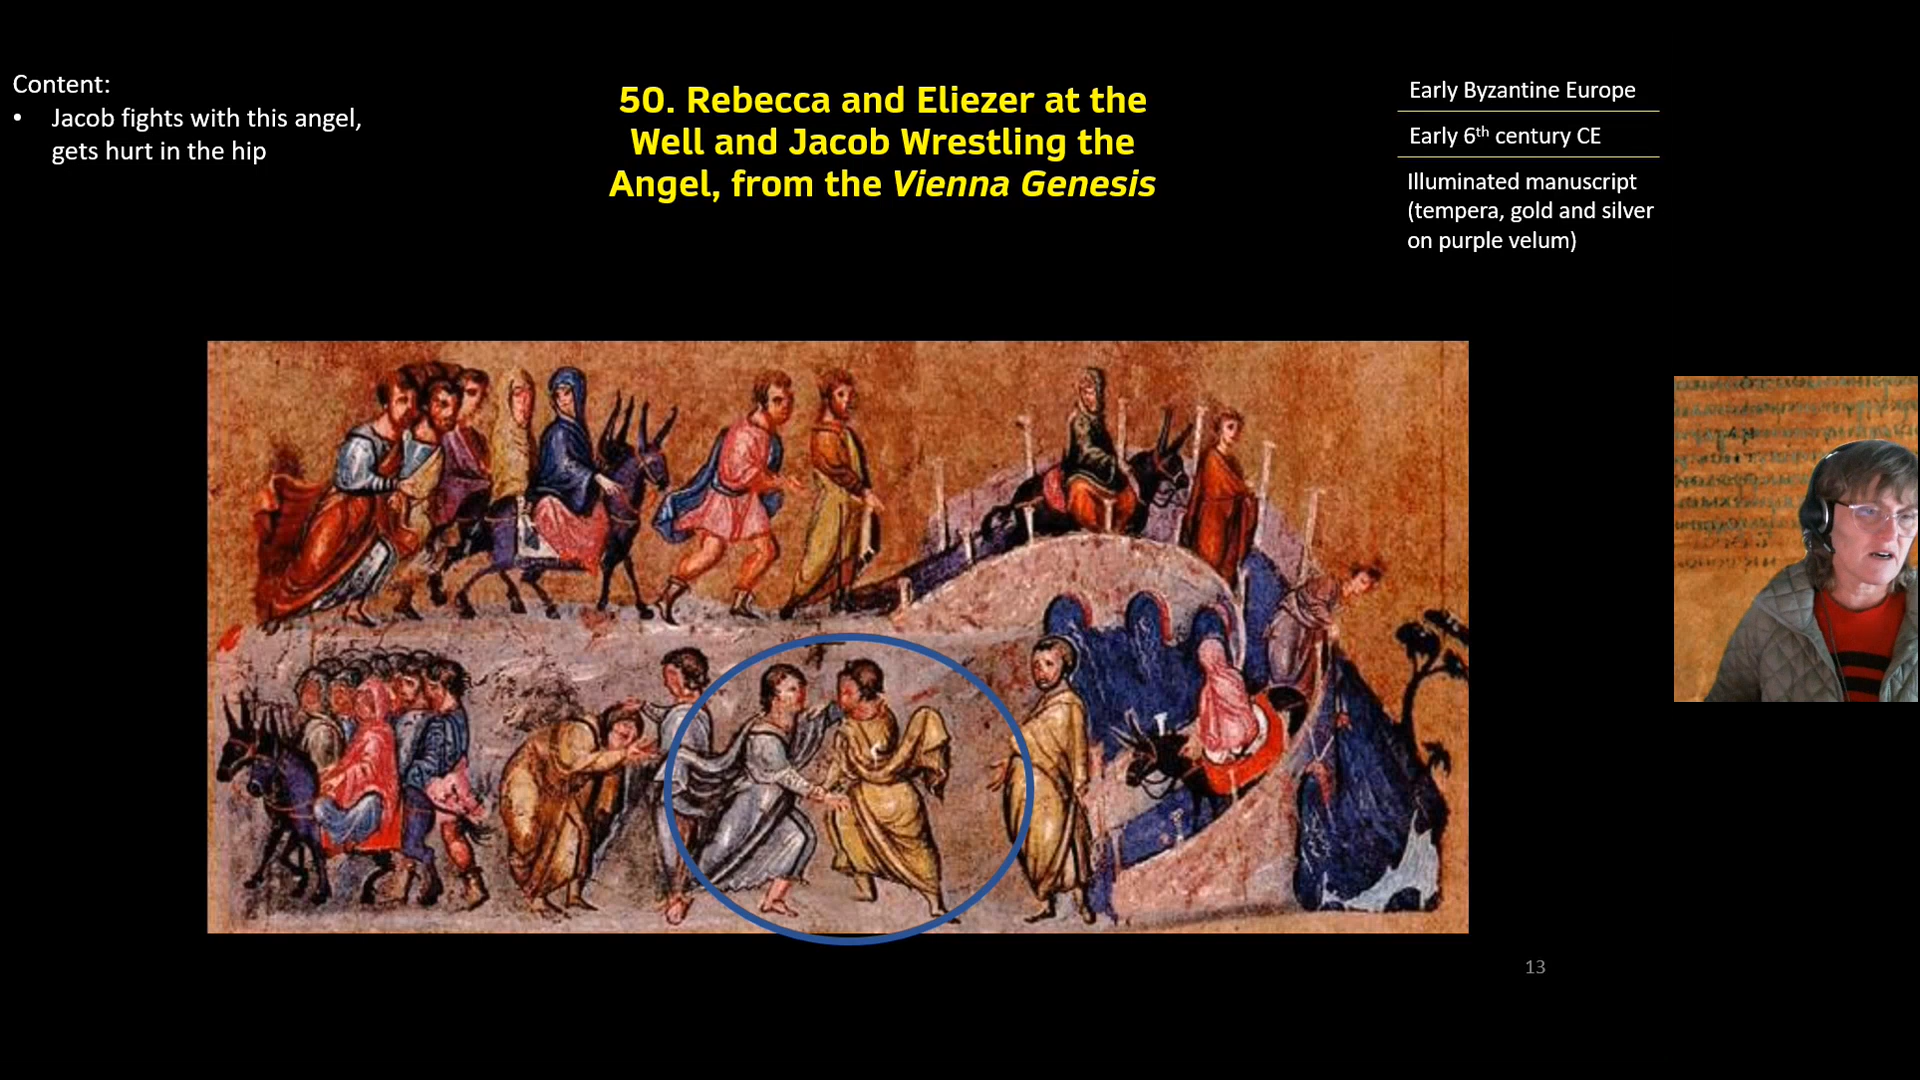 Content:
• Jacob fights with this angel,
gets hurt in the hip
50. Rebecca and Eliezer at the
Well and Jacob Wrestling the
Angel, from the Vienna Genesis
Early Byzantine Europe
Early 6th century CE
Illuminated manuscript
(tempera, gold and silver
on purple velum)
13